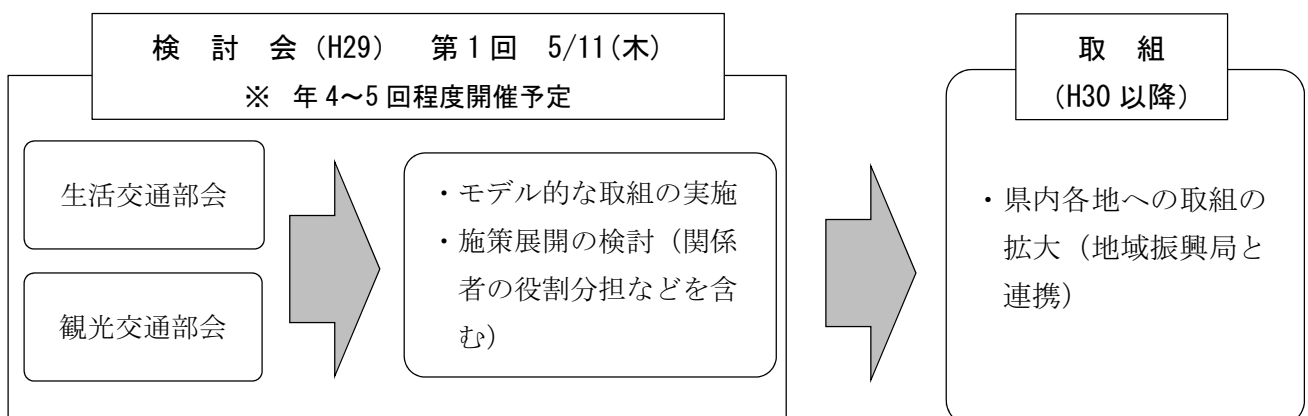 検 討 会（H29） 第1回 5/11(木)
※ 年4～5回程度開催予定
生活交通部会
観光交通部会
・モデル的な取組の実施
・施策展開の検討（関係
者の役割分担などを含
む）
取 組
（H30以降）
・県内各地への取組の
拡大（地域振興局と
連携）